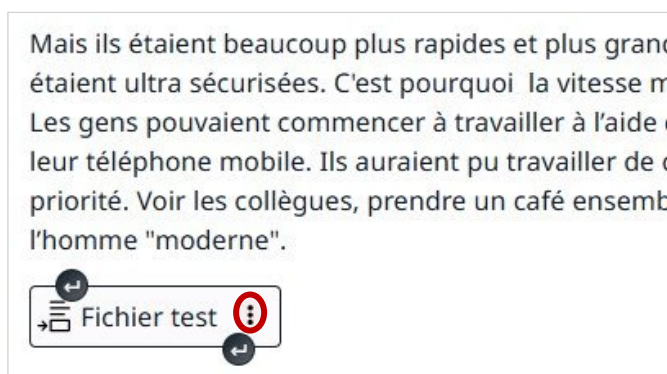 Mais ils étaient beaucoup plus rapides et plus grand
étaient ultra sécurisées. C'est pourquoi  la vitesse m
Les gens pouvaient commencer à travailler à l’aide
leur téléphone mobile. Ils auraient pu travailler de
priorité. Voir les collègues, prendre un café ensemb
l’homme "moderne".
Fichier test